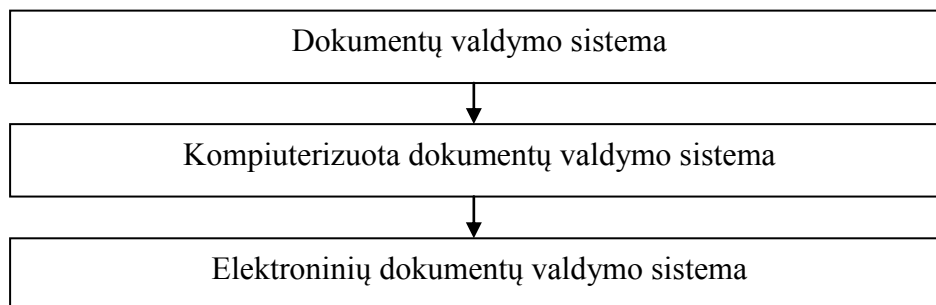 Dokumentų valdymo sistema
Kompiuterizuota dokumentų valdymo sistema
Elektroninių dokumentų valdymo sistema